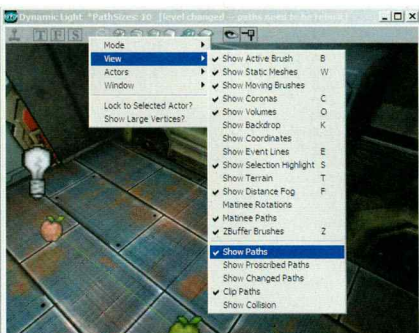 Dynamic Light *PathSizes: 10 [level changed -- paths need to be rebuilt]
T F S
Mode
View
Actors
Window
Lock to Selected Actor?
Show Large Vertices?
Show Active Brush B
Show Static Meshes W
Show Moving Brushes
Show Coronas C
Show Volumes O
Show Backdrop K
Show Coordinates
Show Event Lines E
Show Selection Highlight S
Show Terrain T
Show Distance Fog F
Matinee Rotations
Matinee Paths
ZBuffer Brushes Z
Show Paths
Show Proscribed Paths
Show Changed Paths
Clip Paths
Show Collision